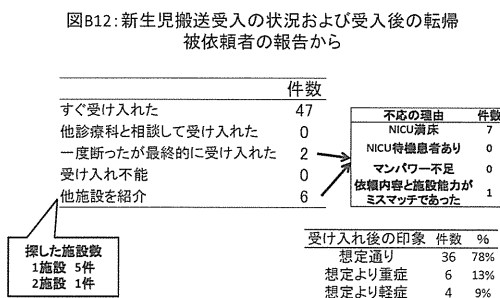 図B12：新生児搬送受入の状況および受入後の転帰
被依頼者の報告から
件数
すぐ受け入れた 47
他診療科と相談して受け入れた 0
一度断ったが最終的に受け入れた 2
受け入れ不能 0
他施設を紹介 6
不応の理由 件数
NICU満床 7
NICU待機患者あり 0
マンパワー不足 0
依頼内容と施設能力が
ミスマッチであった 1
探した施設数
1施設 5件
2施設 1件
受け入れ後の印象 件数 %
想定通り 36 78%
想定より重症 6 13%
想定より軽症 4 9%